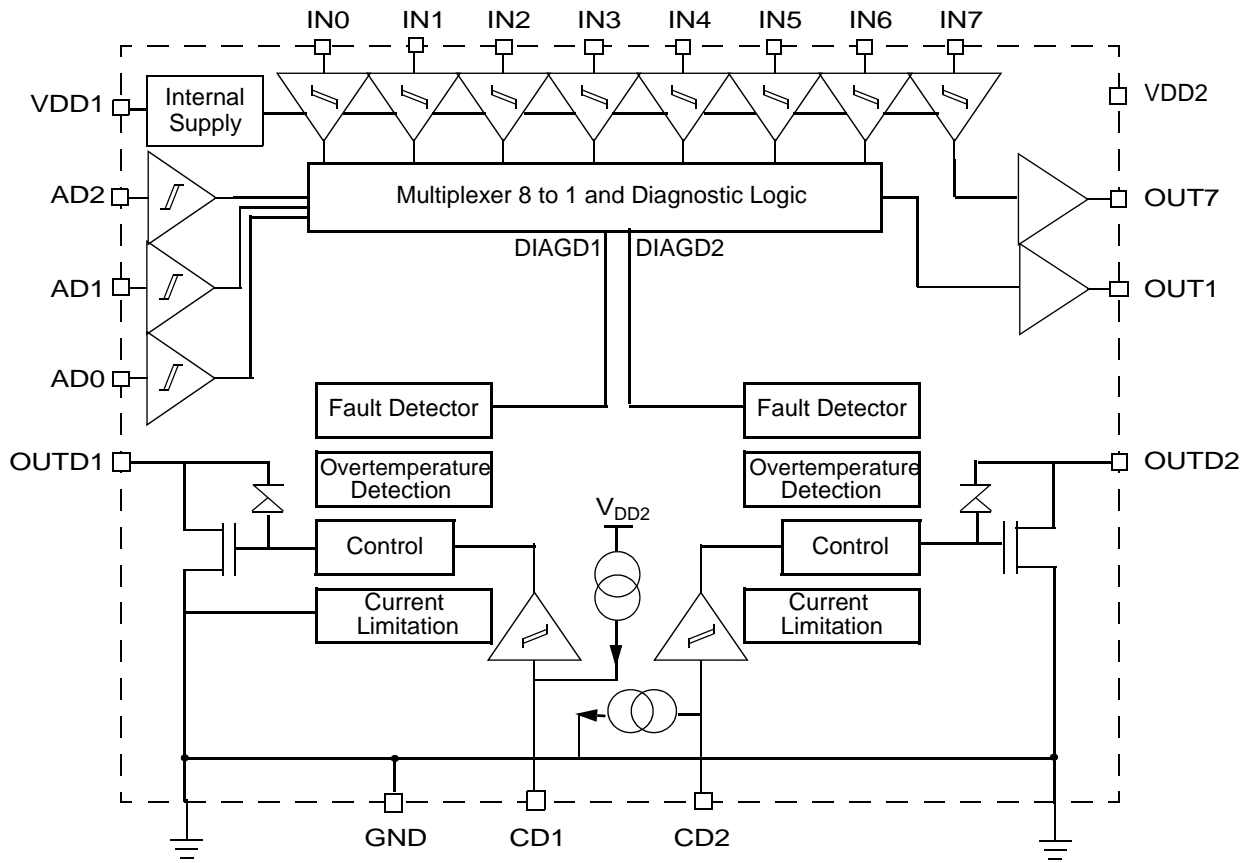 IN0 IN1 IN2 IN3 IN4 IN5 IN6 IN7
VDD1
Internal
Supply
VDD2
AD2
Multiplexer 8 to 1 and Diagnostic Logic
OUT7
DIAGD1 DIAGD2
AD1
OUT1
AD0
Fault Detector
Fault Detector
OUTD1
Overtemperature
Detection
Overtemperature
Detection
OUTD2
VDD2
Control
Control
Current
Limitation
Current
Limitation
GND CD1 CD2